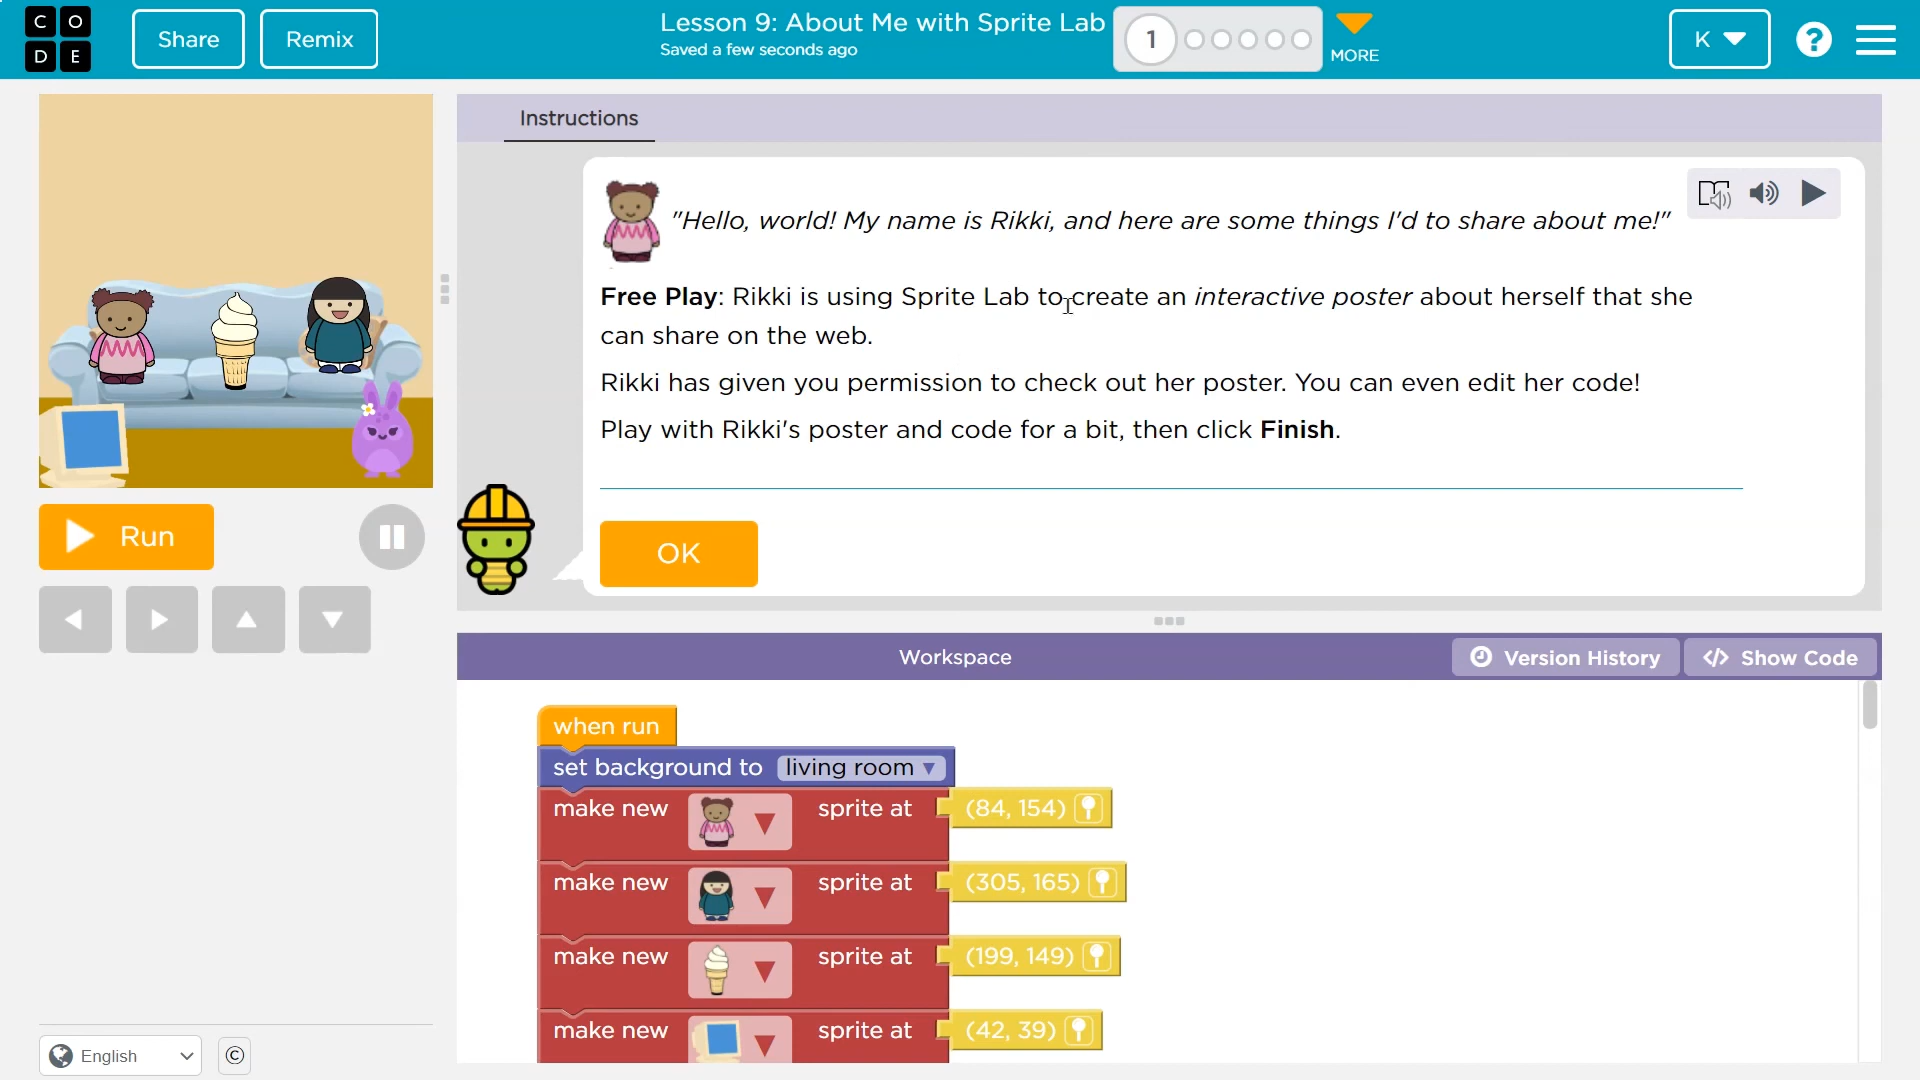 CO
DE
Share
Remix
Lesson 9: About Me with Sprite Lab
Saved a few seconds ago
1
MORE
K
?
Instructions
"Hello, world! My name is Rikki, and here are some things I'd to share about me!"
Free Play: Rikki is using Sprite Lab to create an interactive poster about herself that she
can share on the web.
Rikki has given you permission to check out her poster. You can even edit her code!
Play with Rikki's poster and code for a bit, then click Finish.
OK
Run
Workspace
Version History
Show Code
when run
set background to living room
make new sprite at (84, 154)
make new sprite at (305, 165)
make new sprite at (199, 149)
make new sprite at (42, 39)
English
©